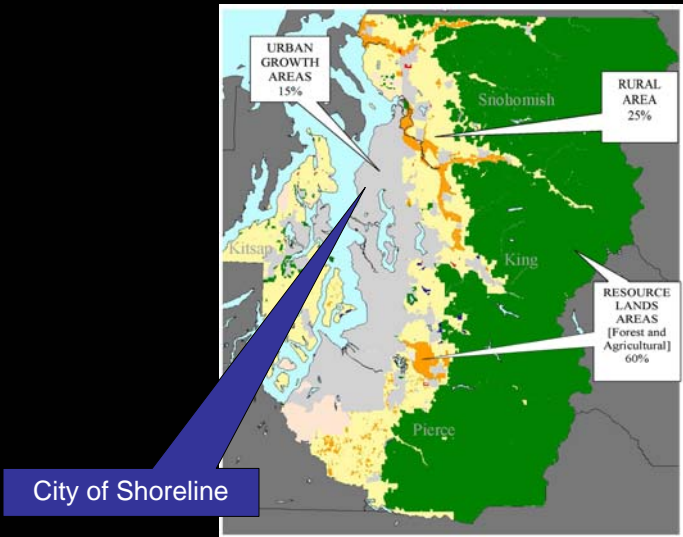 URBAN
GROWTH
AREAS
15%
Snohomish
RURAL
AREA
25%
Kitsap
King
RESOURCE
LANDS
AREAS
[Forest and
Agricultural]
60%
Pierce
City of Shoreline